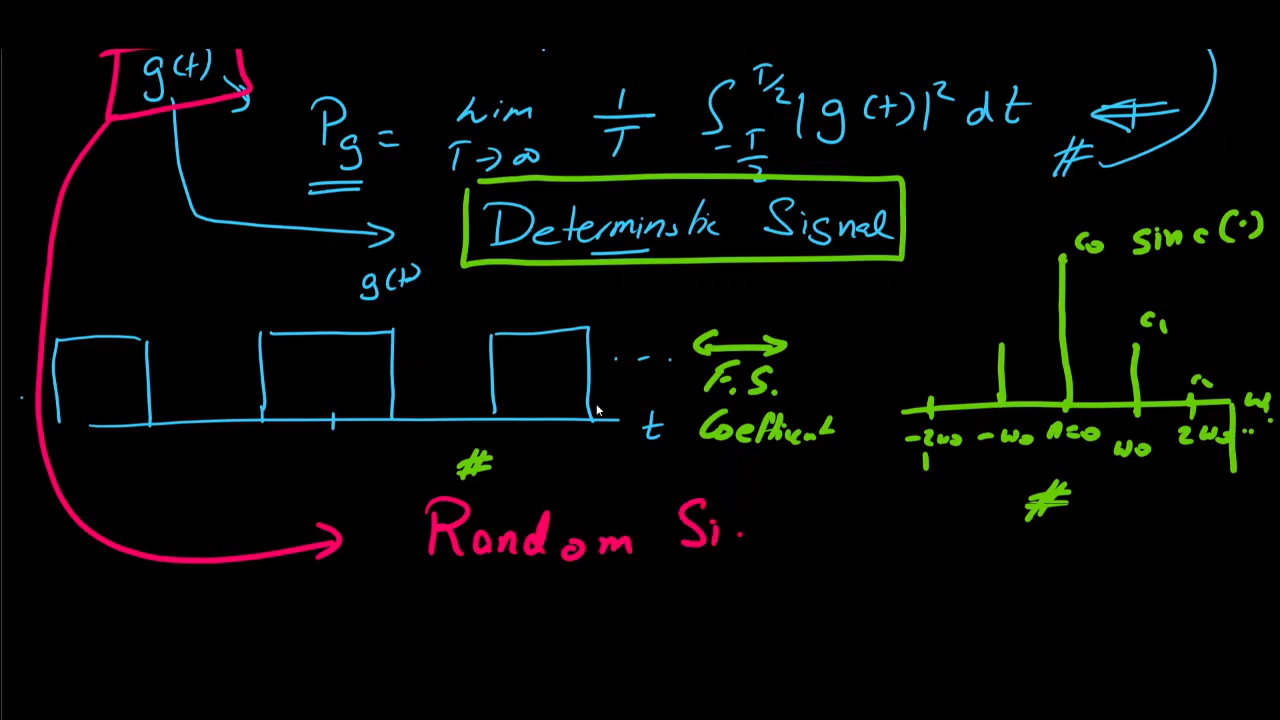 g(t)
Pg = Lim T→∞ 1/T ∫ -T/2 T/2 |g(t)|² dt
#
Determinstic Signal
g(t)
c0 sinc(·)
c1
...
t
F.S.
Coefficient
-2ω0 -ω0 n=0 ω0 2ω0 ...
#
#
Random Si